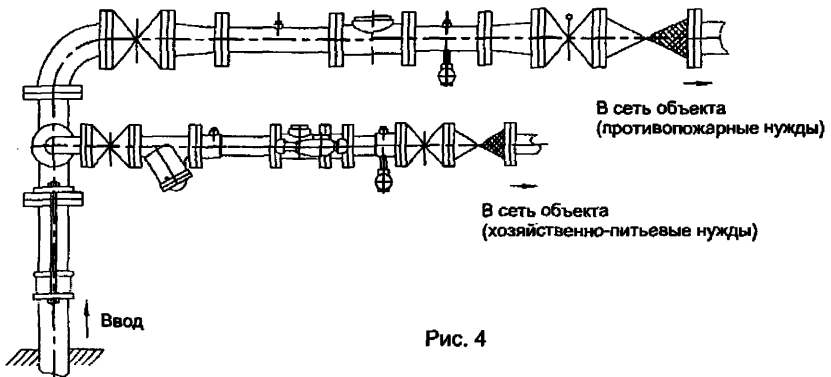 В сеть объекта
(противопожарные нужды)
В сеть объекта
(хозяйственно-питьевые нужды)
Ввод
Рис. 4